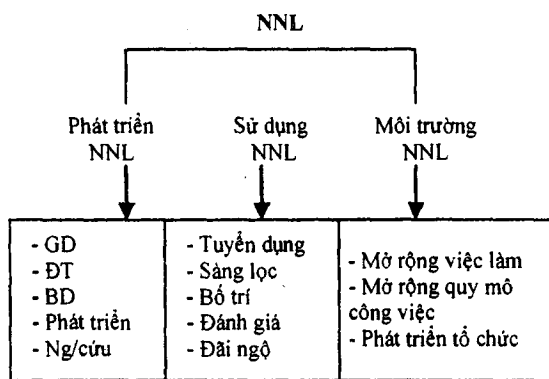 NNL
Phát triển
NNL
Sử dụng
NNL
Môi trường
NNL
- GD
- ĐT
- BD
- Phát triển
- Ng/cứu
- Tuyển dụng
- Sàng lọc
- Bố trí
- Đánh giá
- Đãi ngộ
- Mở rộng việc làm
- Mở rộng quy mô
công việc
- Phát triển tổ chức